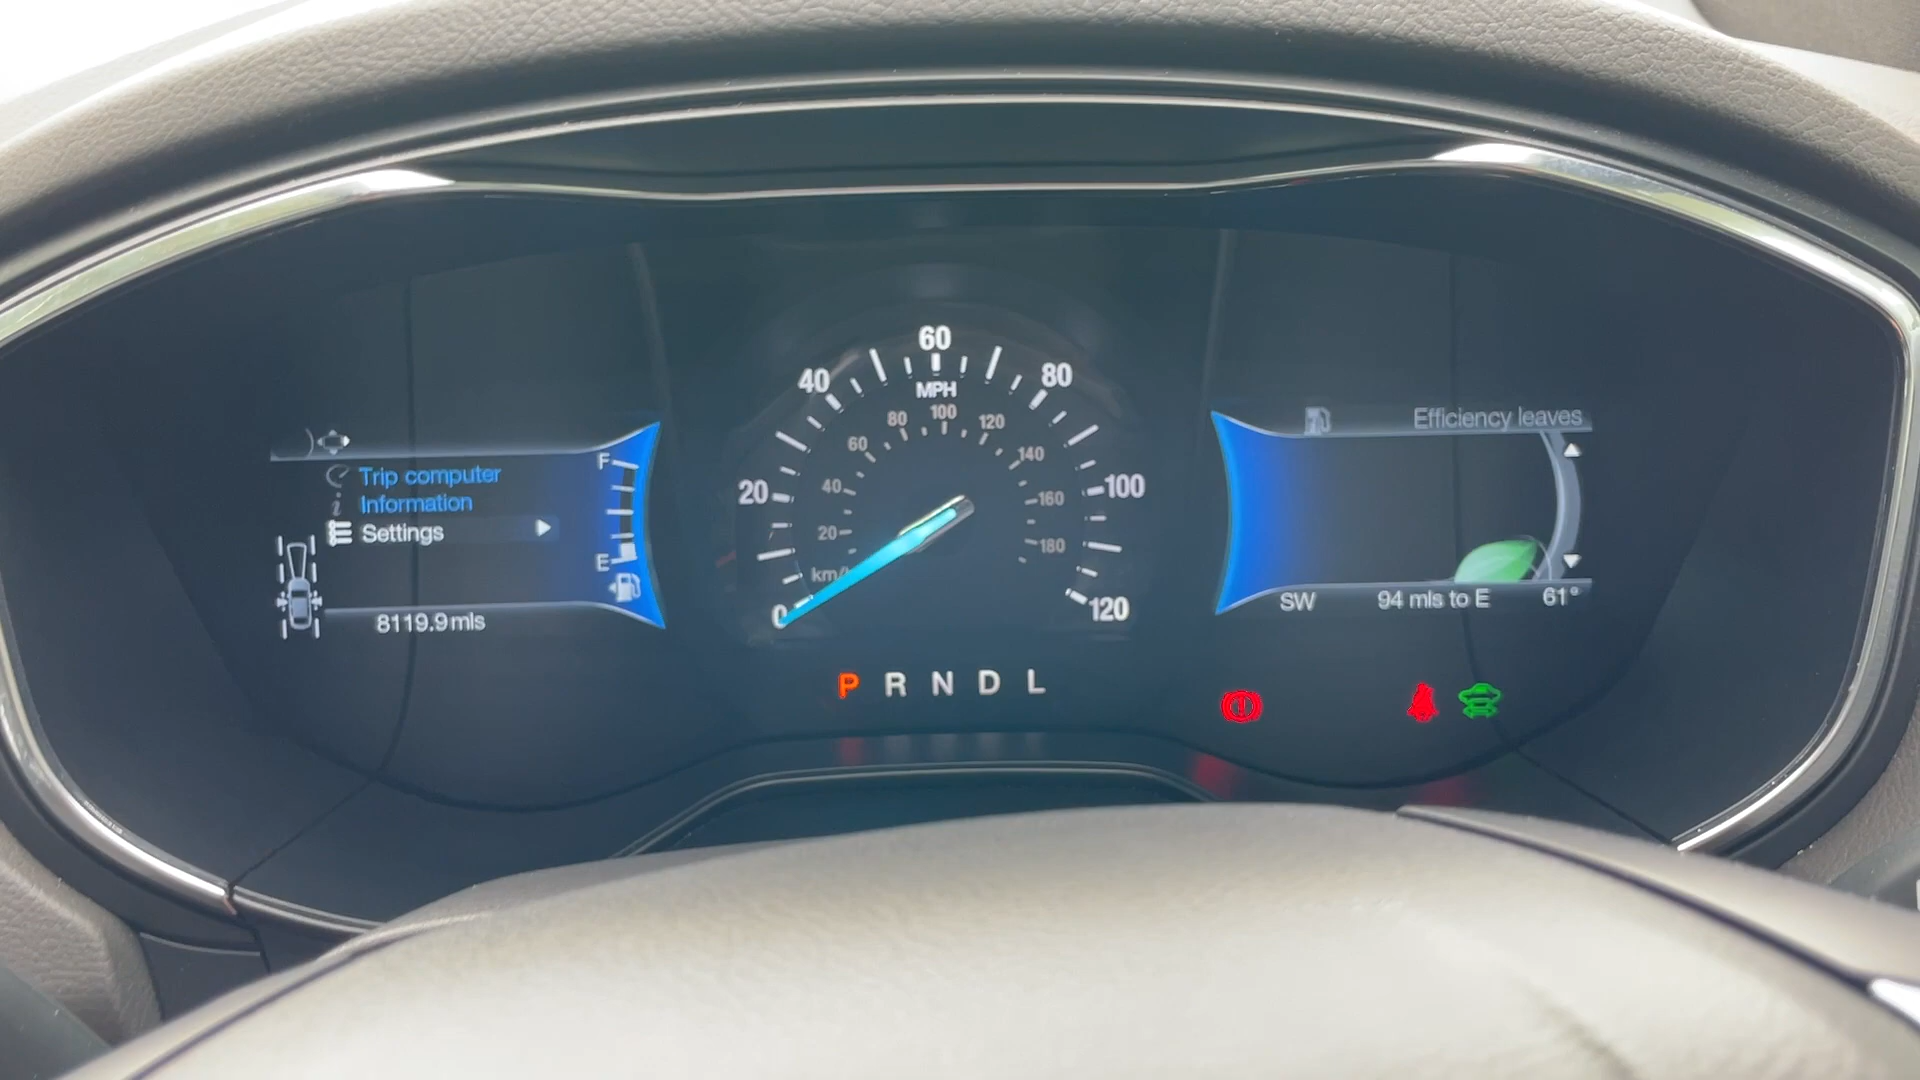 Trip computer
i Information
Settings
F
E
8119.9 mls
0
20
40
60
80
100
120
MPH
20
40
60
80
100
120
140
160
180
km/
P R N D L
Efficiency leaves
SW 94 mls to E 61°